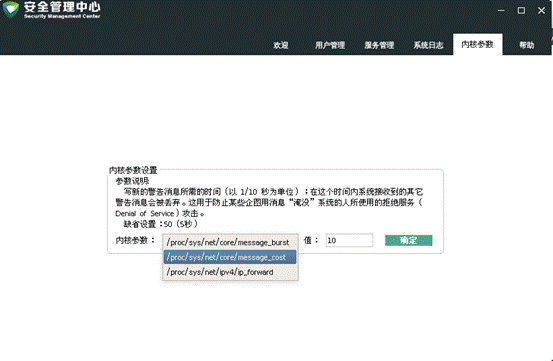 安全管理中心
Security Management Center
欢迎 用户管理 服务管理 系统日志 内核参数 帮助
内核参数设置
参数说明:
写新的警告消息所需的时间（以 1/10 秒为单位）；在这个时间内系统接收到的其它
警告消息会被丢弃。这用于防止某些企图用消息“淹没”系统的人所使用的拒绝服务（
Denial of Service）攻击。
缺省设置：50（5秒）
内核参数： /proc/sys/net/core/message_burst 值： 10 确定
/proc/sys/net/core/message_cost
/proc/sys/net/ipv4/ip_forward